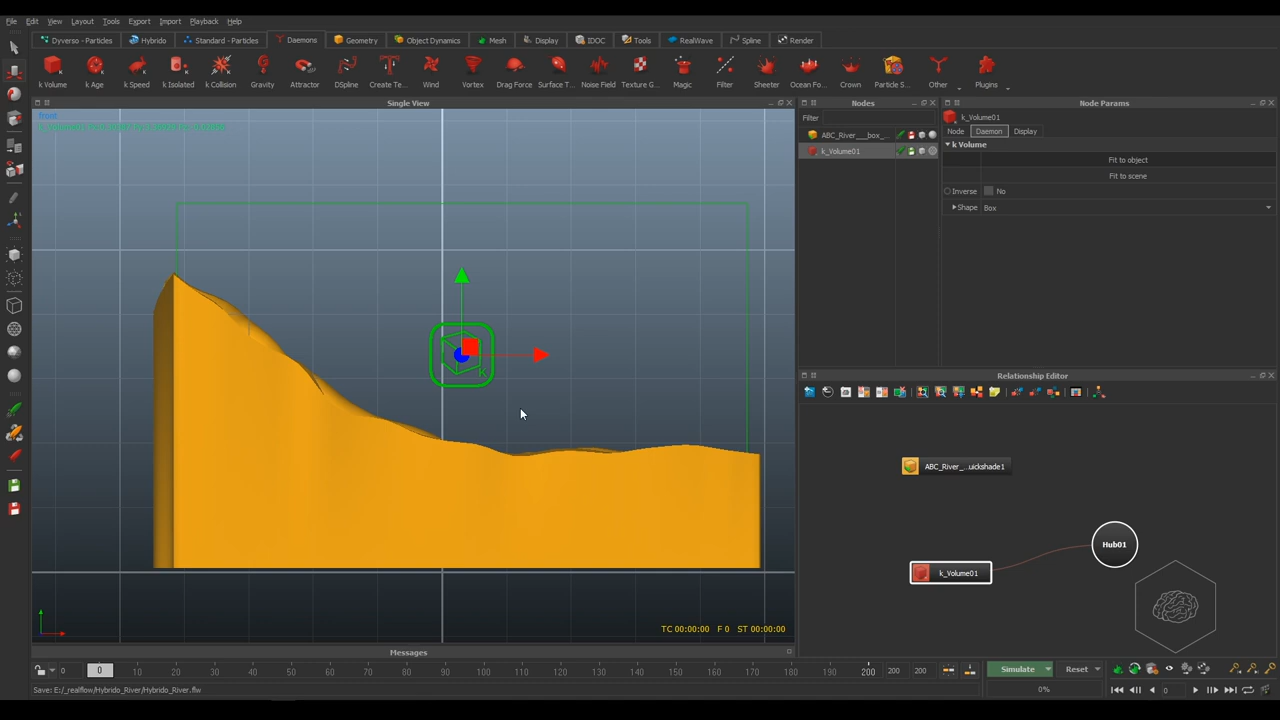 File Edit View Layout Tools Export Import Playback Help
Dyverso - Particles Hybrido Standard - Particles Daemons Geometry Object Dynamics Mesh Display IDOC Tools RealWave Spline Render
k Volume k Age k Speed k Isolated k Collision Gravity Attractor DSpline Create Te... Wind Vortex Drag Force Surface T... Noise Field Texture G... Magic Filter Sheeter Ocean Fo... Crown Particle S... Other Plugins
Single View
Front
Nodes
Filter
ABC_River___box_...
k_Volume01
Node Params
k_Volume01
Node Daemon Display
k Volume
Fit to object
Fit to scene
Inverse No
Shape Box
K
Relationship Editor
ABC_River_...uickshade1
Hub01
k_Volume01
TC 00:00:00 F 0 ST 00:00:00
Messages
0 0 10 20 30 40 50 60 70 80 90 100 110 120 130 140 150 160 170 180 190 200 200 200
Simulate Reset
Save: E:/_realflow/Hybrido_River/Hybrido_River.flw
0%
0